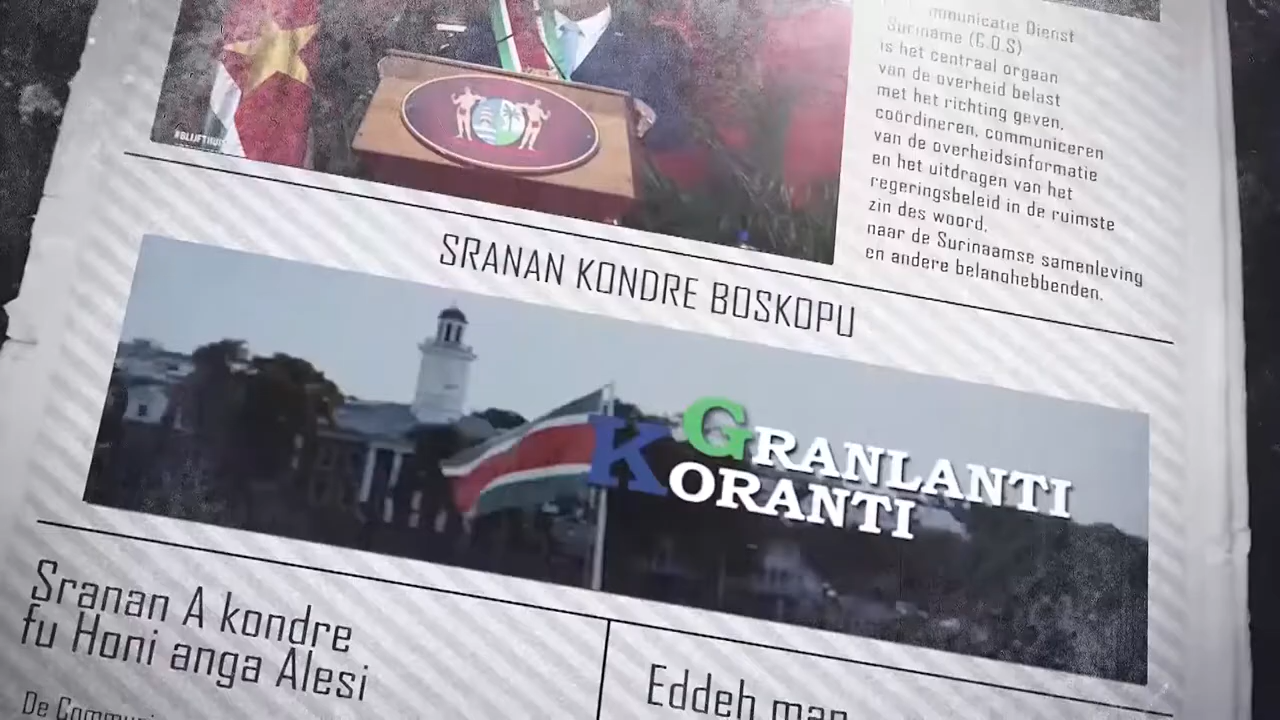 #BLIJFTHUIS
Dienst
Suriname (C.D.S)
is het centraal orgaan
van de overheid belast
met het richting geven,
coördineren, communiceren
van de overheidsinformatie
en het uitdragen van het
regeringsbeleid in de ruimste
zin des woord,
naar de Surinaamse samenleving
en andere belanghebbenden.
SRANAN KONDRE BOSKOPU
GRANLANTI
KORANTI
Sranan A kondre
fu Honi anga Alesi
Eddeh man
De